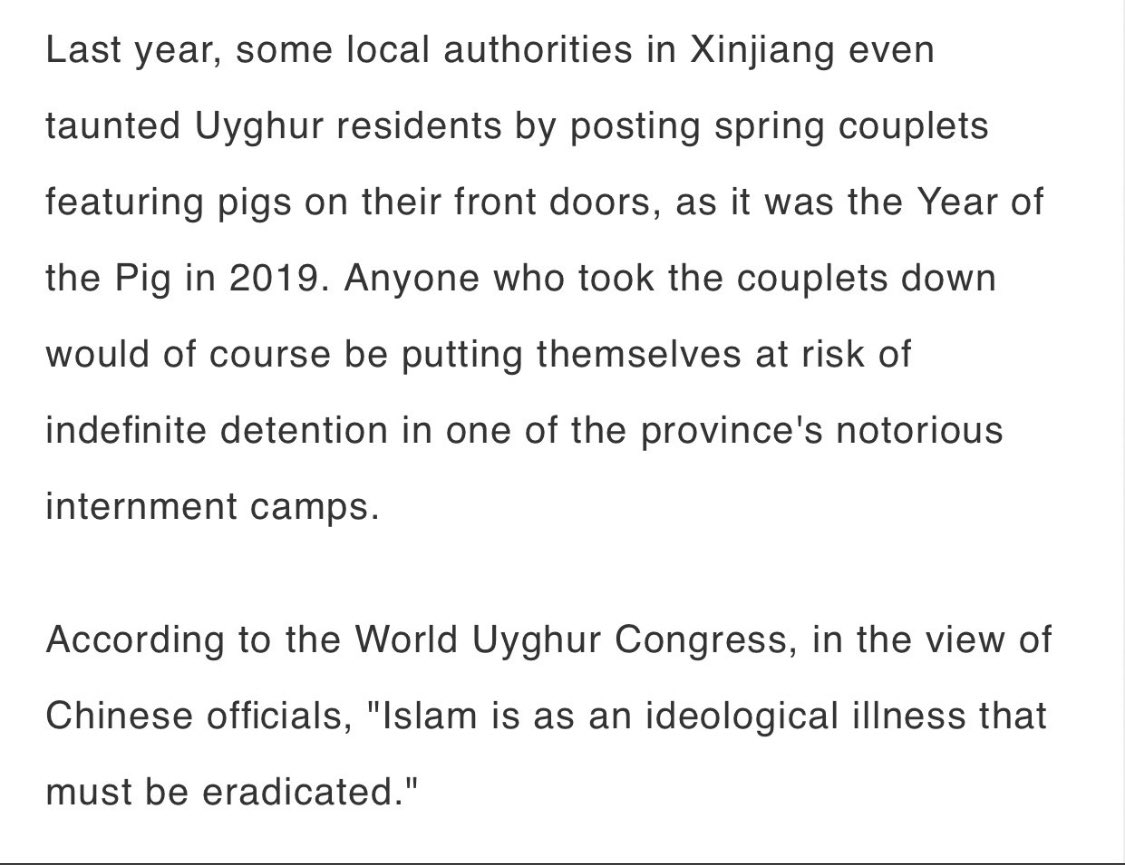 Last year, some local authorities in Xinjiang even
taunted Uyghur residents by posting spring couplets
featuring pigs on their front doors, as it was the Year of
the Pig in 2019. Anyone who took the couplets down
would of course be putting themselves at risk of
indefinite detention in one of the province's notorious
internment camps.
According to the World Uyghur Congress, in the view of
Chinese officials, "Islam is as an ideological illness that
must be eradicated."